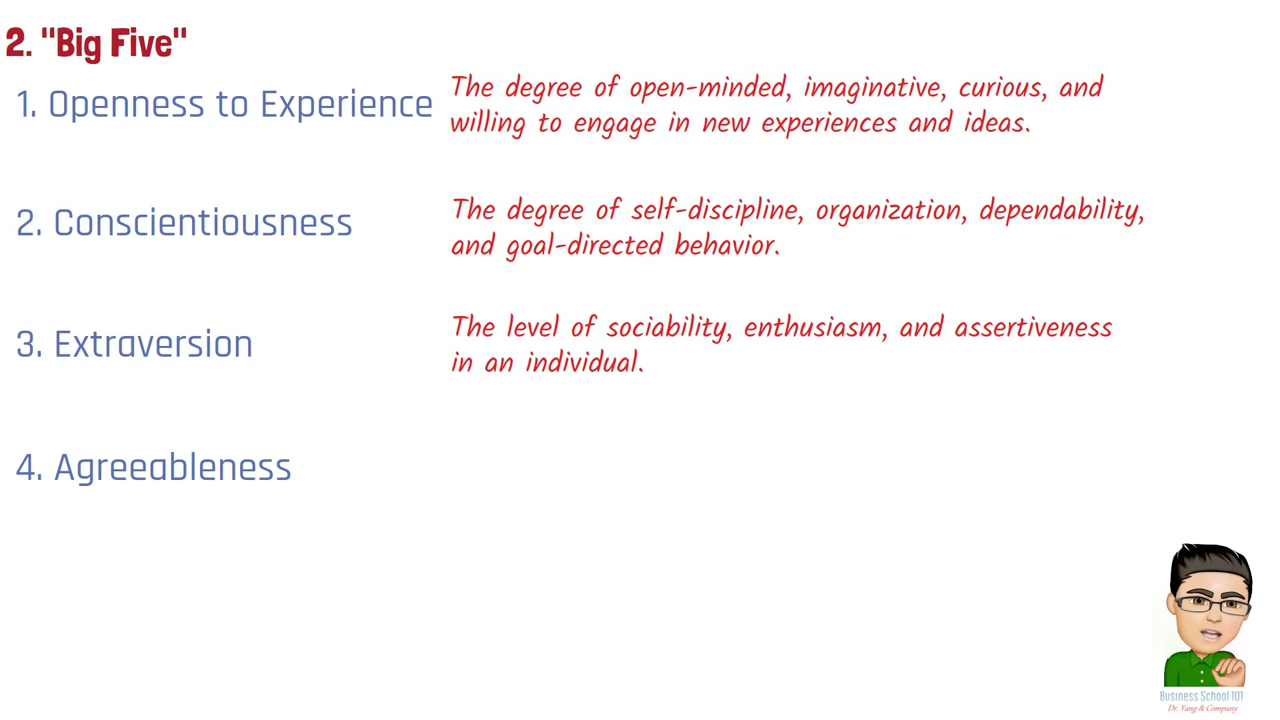 2. "Big Five"
1. Openness to Experience
The degree of open-minded, imaginative, curious, and
willing to engage in new experiences and ideas.
2. Conscientiousness
The degree of self-discipline, organization, dependability,
and goal-directed behavior.
3. Extraversion
The level of sociability, enthusiasm, and assertiveness
in an individual.
4. Agreeableness
Business School 101
Dr. Yang & Company